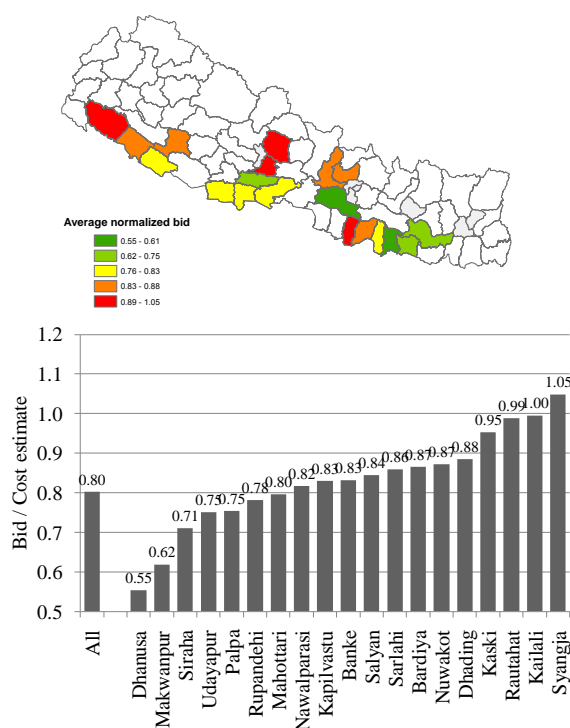 Average normalized bid
0.55 - 0.61
0.62 - 0.75
0.76 - 0.83
0.83 - 0.88
0.89 - 1.05
Bid / Cost estimate
1.2
1.1
1.0
0.9
0.8
0.7
0.6
0.5
0.80
0.55
0.62
0.71
0.75
0.75
0.78
0.80
0.82
0.83
0.83
0.84
0.86
0.87
0.87
0.88
0.95
0.99
1.00
1.05
All
Dhanusa
Makwanpur
Siraha
Udayapur
Palpa
Rupandehi
Mahottari
Nawalparasi
Kapilvastu
Banke
Salyan
Sarlahi
Bardiya
Nuwakot
Dhading
Kaski
Rautahat
Kailali
Syangja